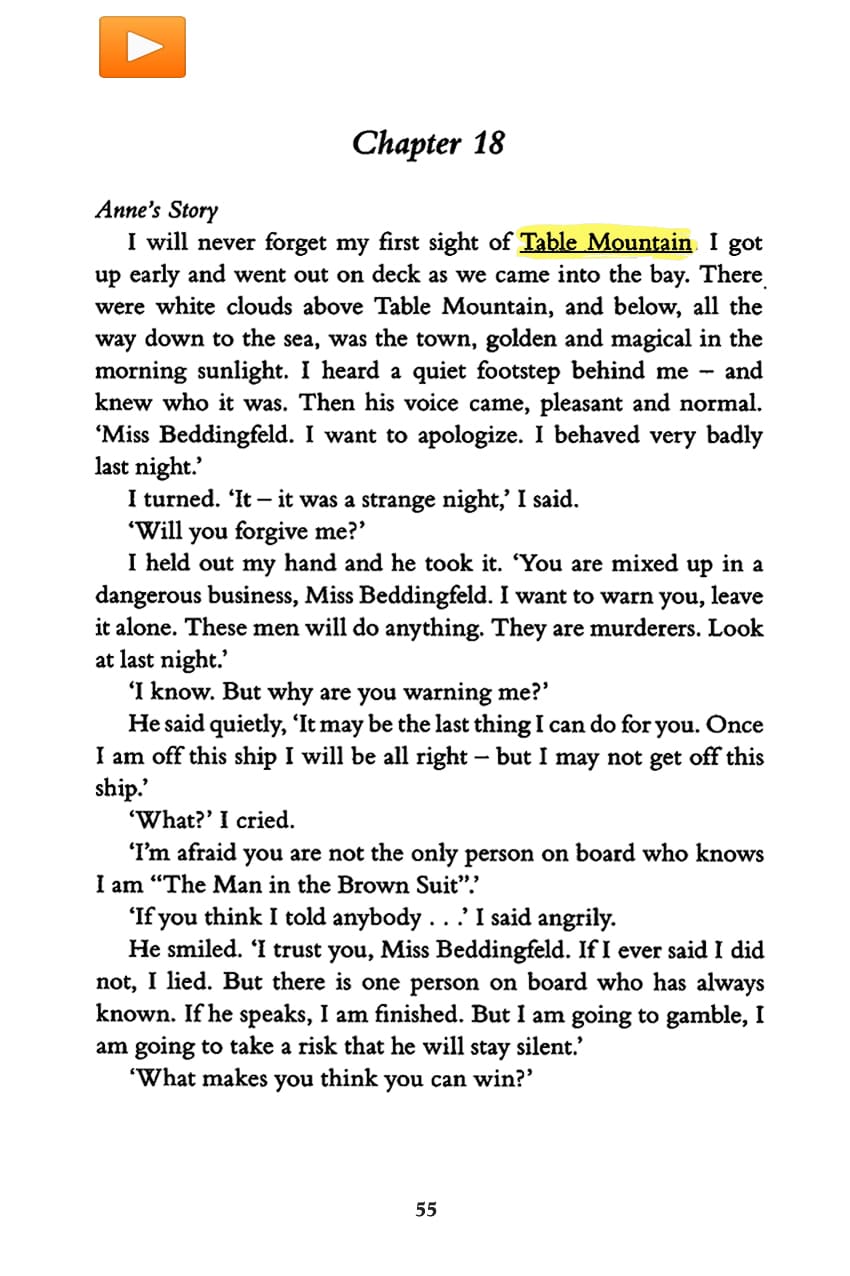 Chapter 18
Anne's Story
I will never forget my first sight of Table Mountain. I got
up early and went out on deck as we came into the bay. There
were white clouds above Table Mountain, and below, all the
way down to the sea, was the town, golden and magical in the
morning sunlight. I heard a quiet footstep behind me – and
knew who it was. Then his voice came, pleasant and normal.
‘Miss Beddingfeld. I want to apologize. I behaved very badly
last night.’
I turned. ‘It – it was a strange night,’ I said.
‘Will you forgive me?’
I held out my hand and he took it. ‘You are mixed up in a
dangerous business, Miss Beddingfeld. I want to warn you, leave
it alone. These men will do anything. They are murderers. Look
at last night.’
‘I know. But why are you warning me?’
He said quietly, ‘It may be the last thing I can do for you. Once
I am off this ship I will be all right – but I may not get off this
ship.’
‘What?’ I cried.
‘I’m afraid you are not the only person on board who knows
I am “The Man in the Brown Suit”.’
‘If you think I told anybody . . .’ I said angrily.
He smiled. ‘I trust you, Miss Beddingfeld. If I ever said I did
not, I lied. But there is one person on board who has always
known. If he speaks, I am finished. But I am going to gamble, I
am going to take a risk that he will stay silent.’
‘What makes you think you can win?’
55